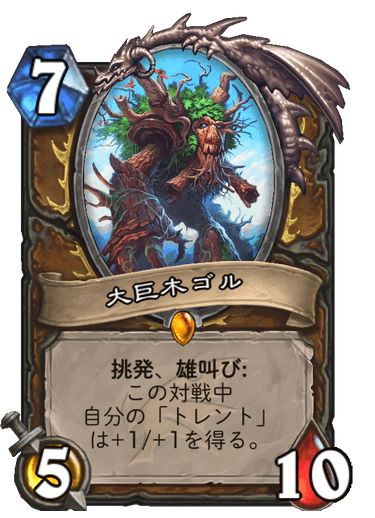 7
大巨木ゴル
挑発、雄叫び:
この対戦中
自分の「トレント」
は+1/+1を得る。
5
10